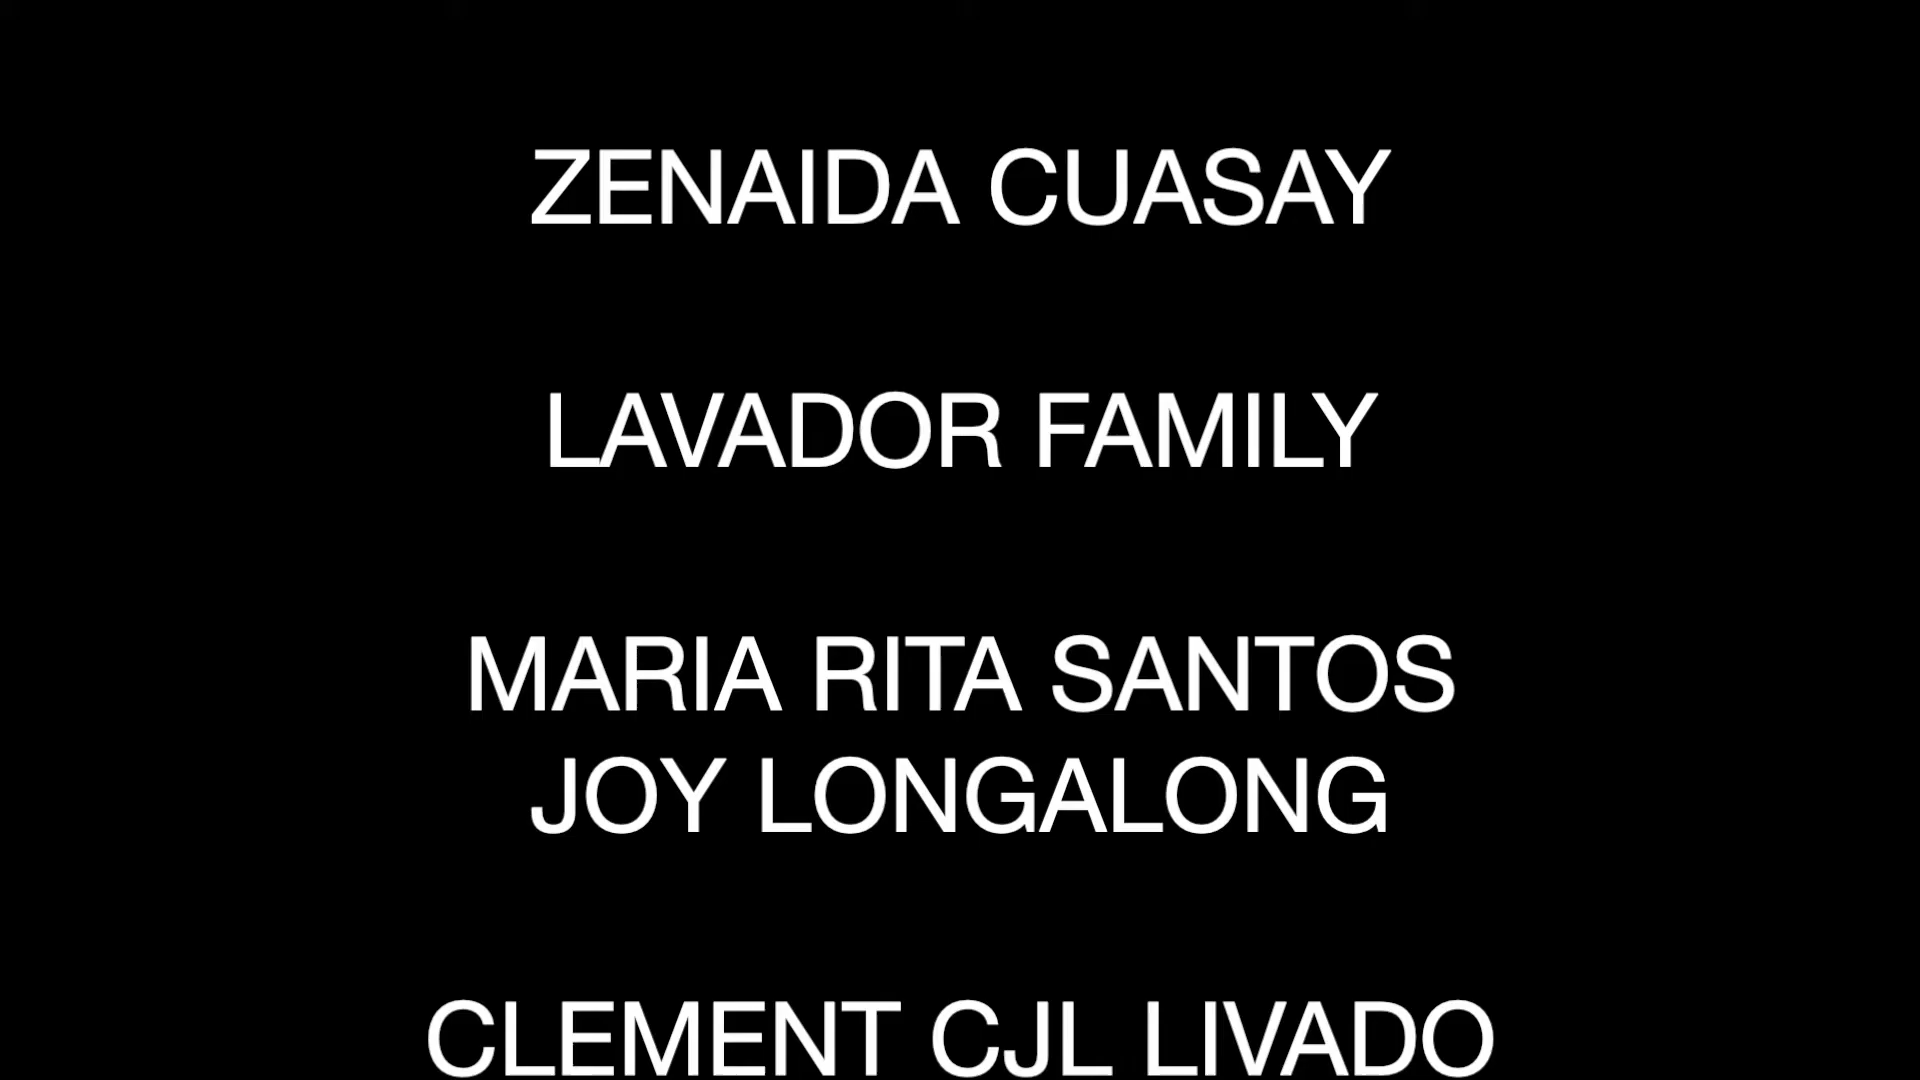 ZENAIDA CUASAY
LAVADOR FAMILY
MARIA RITA SANTOS
JOY LONGALONG
CLEMENT CJL LIVADO